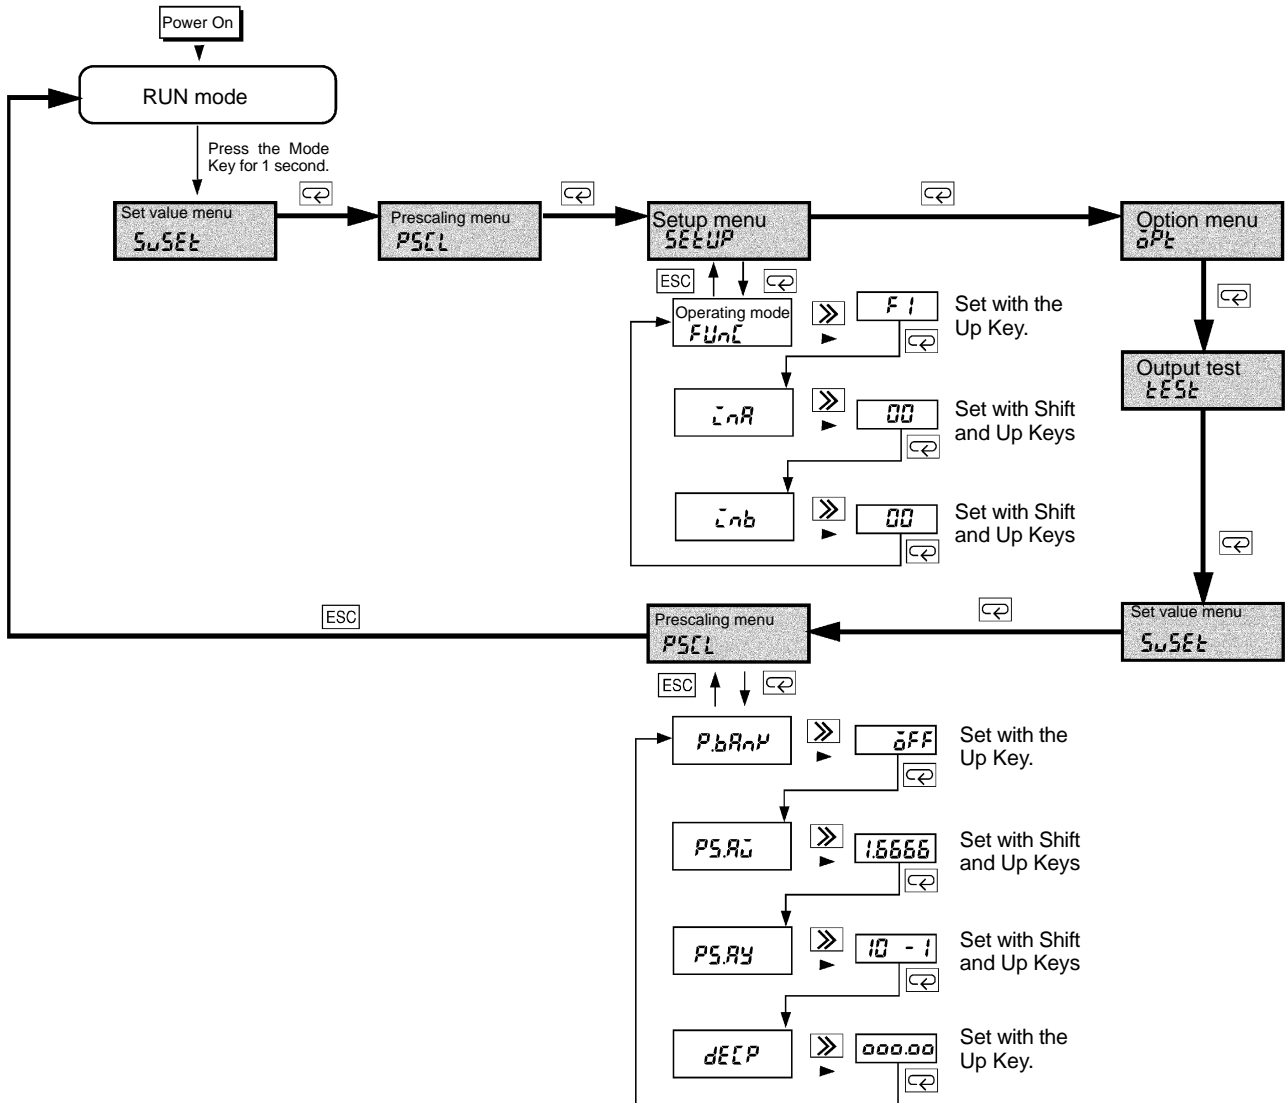 Power On
RUN mode
Press the Mode
Key for 1 second.
Set value menu
SvSEt
Prescaling menu
PSCL
Setup menu
SEtUP
Option menu
oPt
ESC
Operating mode
FUnC
F1
Set with the
Up Key.
Output test
tESt
inA
00
Set with Shift
and Up Keys
inb
00
Set with Shift
and Up Keys
ESC
Prescaling menu
PSCL
Set value menu
SvSEt
ESC
P.bAnK
oFF
Set with the
Up Key.
PS.Ai
1.6666
Set with Shift
and Up Keys
PS.AY
10 -1
Set with Shift
and Up Keys
dECP
000.00
Set with the
Up Key.